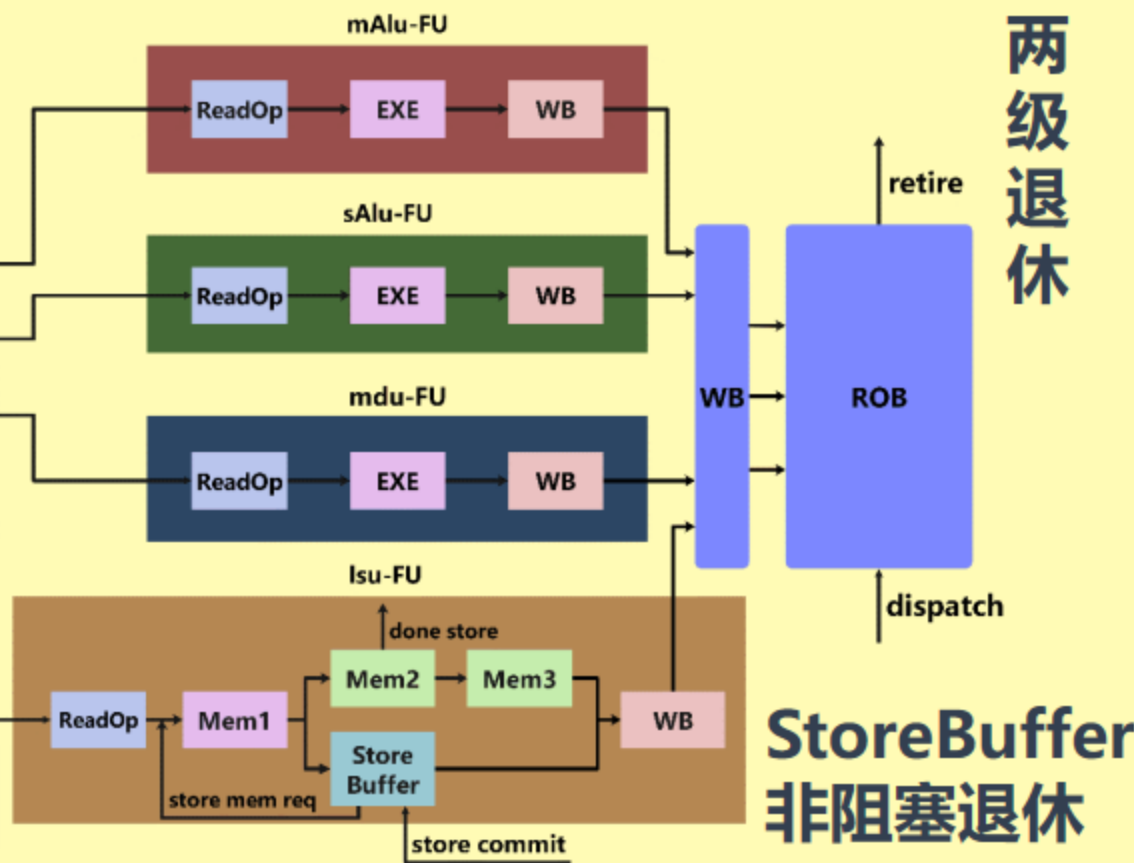 mAlu-FU
ReadOp
EXE
WB
sAlu-FU
ReadOp
EXE
WB
mdu-FU
ReadOp
EXE
WB
lsu-FU
done store
ReadOp
Mem1
Mem2
Mem3
Store
Buffer
WB
store mem req
store commit
WB
ROB
retire
dispatch
两
级
退
休
StoreBuffer
非阻塞退休